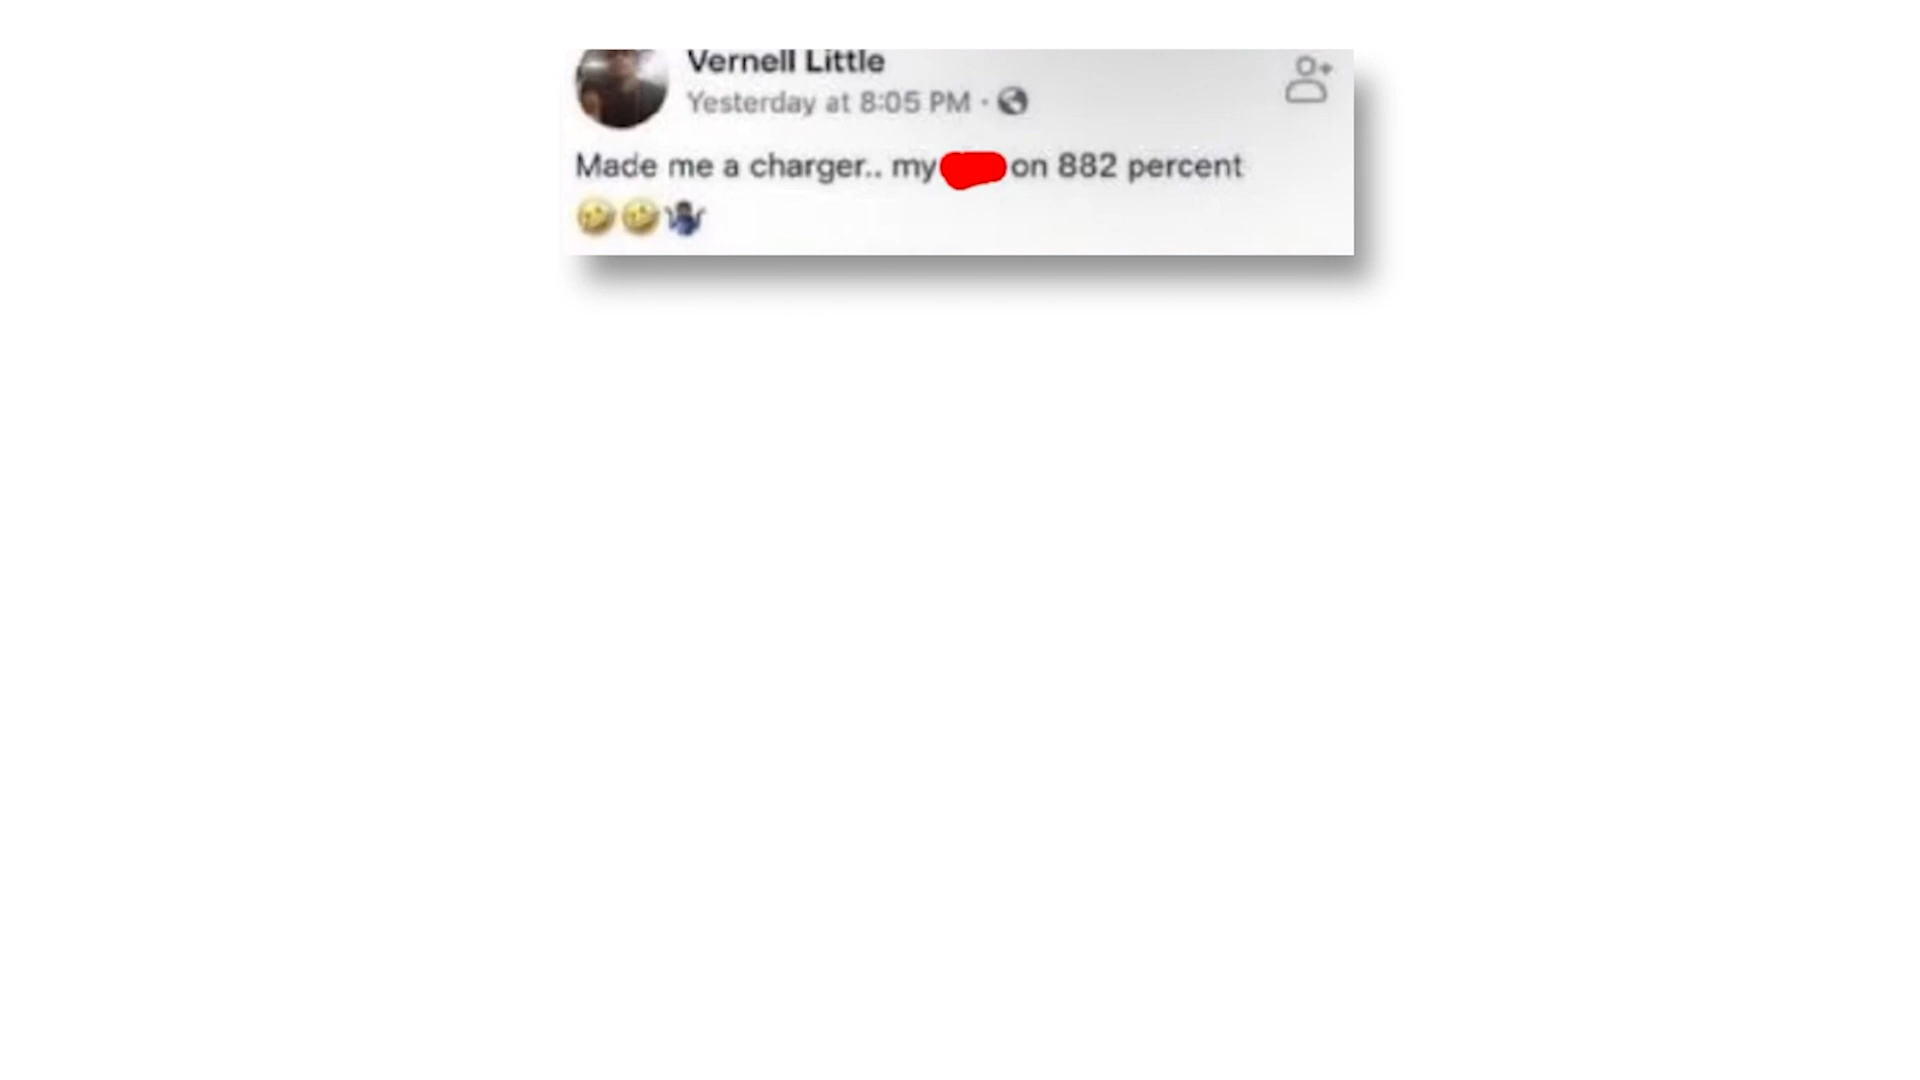 Vernell Little
Yesterday at 8:05 PM ·
Made me a charger.. my on 882 percent
🤣🤣🤷🏿‍♂️